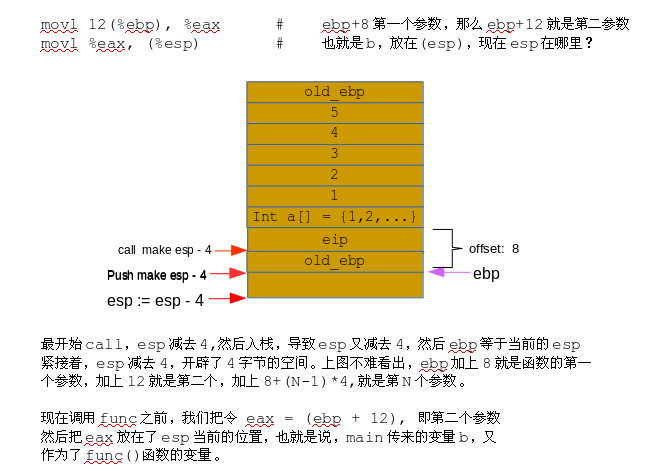 movl 12(%ebp), %eax # ebp+8第一个参数，那么ebp+12就是第二参数
movl %eax, (%esp) # 也就是b，放在(esp)，现在esp在哪里？
old_ebp
5
4
3
2
1
Int a[] = {1,2,...}
eip
old_ebp
call make esp - 4
Push make esp - 4
esp := esp - 4
offset: 8
ebp
最开始call，esp减去4,然后入栈，导致esp又减去4，然后ebp等于当前的esp
紧接着，esp减去4，开辟了4字节的空间。上图不难看出，ebp加上8就是函数的第一
个参数，加上12就是第二个，加上8+(N-1)*4,就是第N个参数。
现在调用func之前，我们把令 eax = (ebp + 12), 即第二个参数
然后把eax放在了esp当前的位置，也就是说，main传来的变量b，又
作为了func()函数的变量。